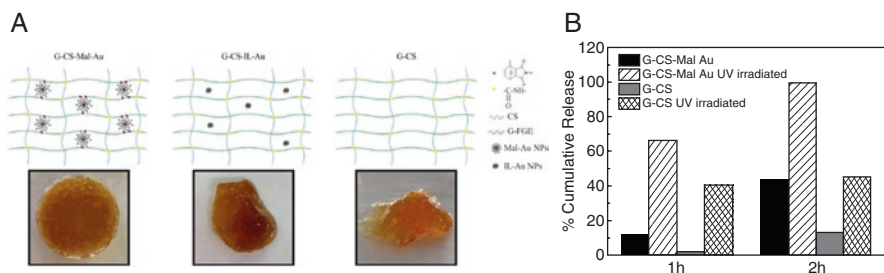 A
G-CS-Mal-Au
G-CS-IL-Au
G-CS
-C-NH-
O
CS
G-FGE
Mal-Au NPs
IL-Au NPs
B
% Cumulative Release
120
100
80
60
40
20
0
G-CS-Mal Au
G-CS-Mal Au UV irradiated
G-CS
G-CS UV irradiated
1h
2h